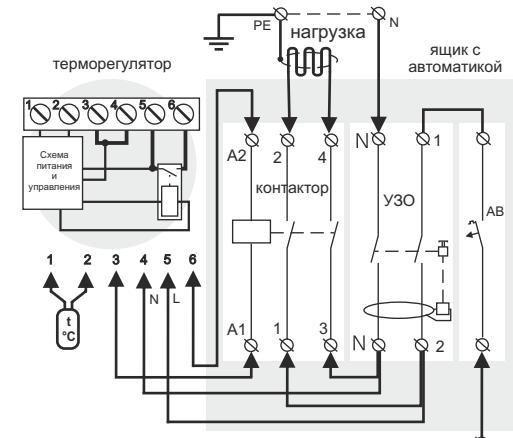 PE
N
нагрузка
ящик с
автоматикой
терморегулятор
1 2 3 4 5 6
Схема
питания
и
управления
A2 2 4 N 1
контактор
УЗО
АВ
1 2 3 4 5 6
N L
t
°C
A1 1 3 N 2